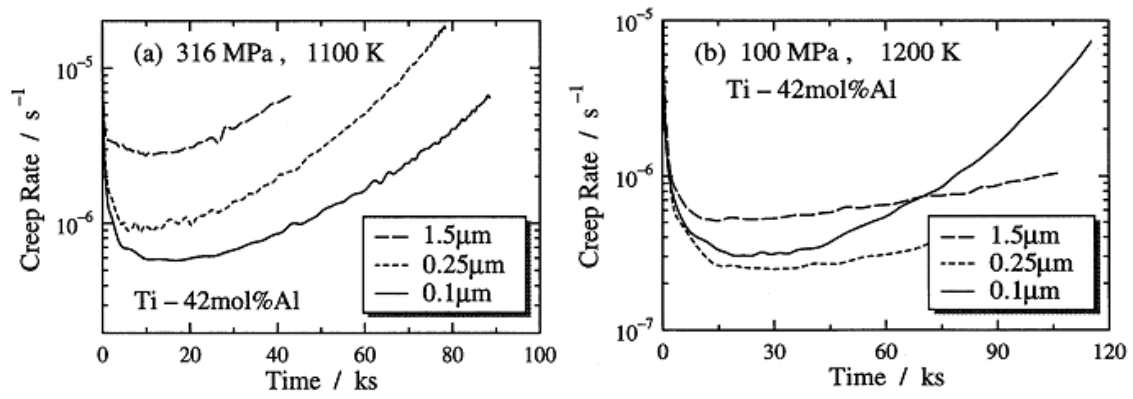 (a) 316 MPa , 1100 K
10⁻⁵
10⁻⁶
Creep Rate / s⁻¹
1.5μm
0.25μm
0.1μm
Ti – 42mol%Al
0 20 40 60 80 100
Time / ks
(b) 100 MPa , 1200 K
Ti – 42mol%Al
10⁻⁵
10⁻⁶
10⁻⁷
Creep Rate / s⁻¹
1.5μm
0.25μm
0.1μm
0 30 60 90 120
Time / ks